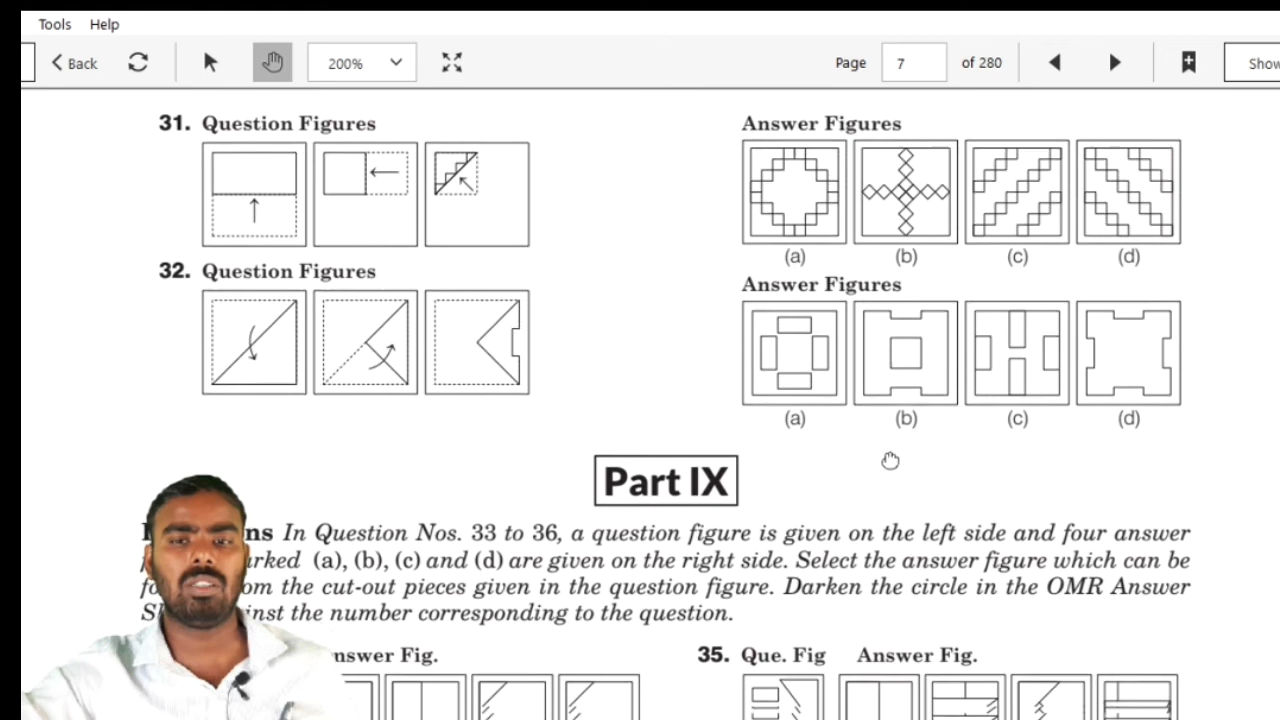 Tools Help
Back 200% Page 7 of 280 Show
31. Question Figures Answer Figures
(a) (b) (c) (d)
32. Question Figures Answer Figures
(a) (b) (c) (d)
Part IX
In Question Nos. 33 to 36, a question figure is given on the left side and four answer
(a), (b), (c) and (d) are given on the right side. Select the answer figure which can be
from the cut-out pieces given in the question figure. Darken the circle in the OMR Answer
the number corresponding to the question.
Fig. 35. Que. Fig Answer Fig.